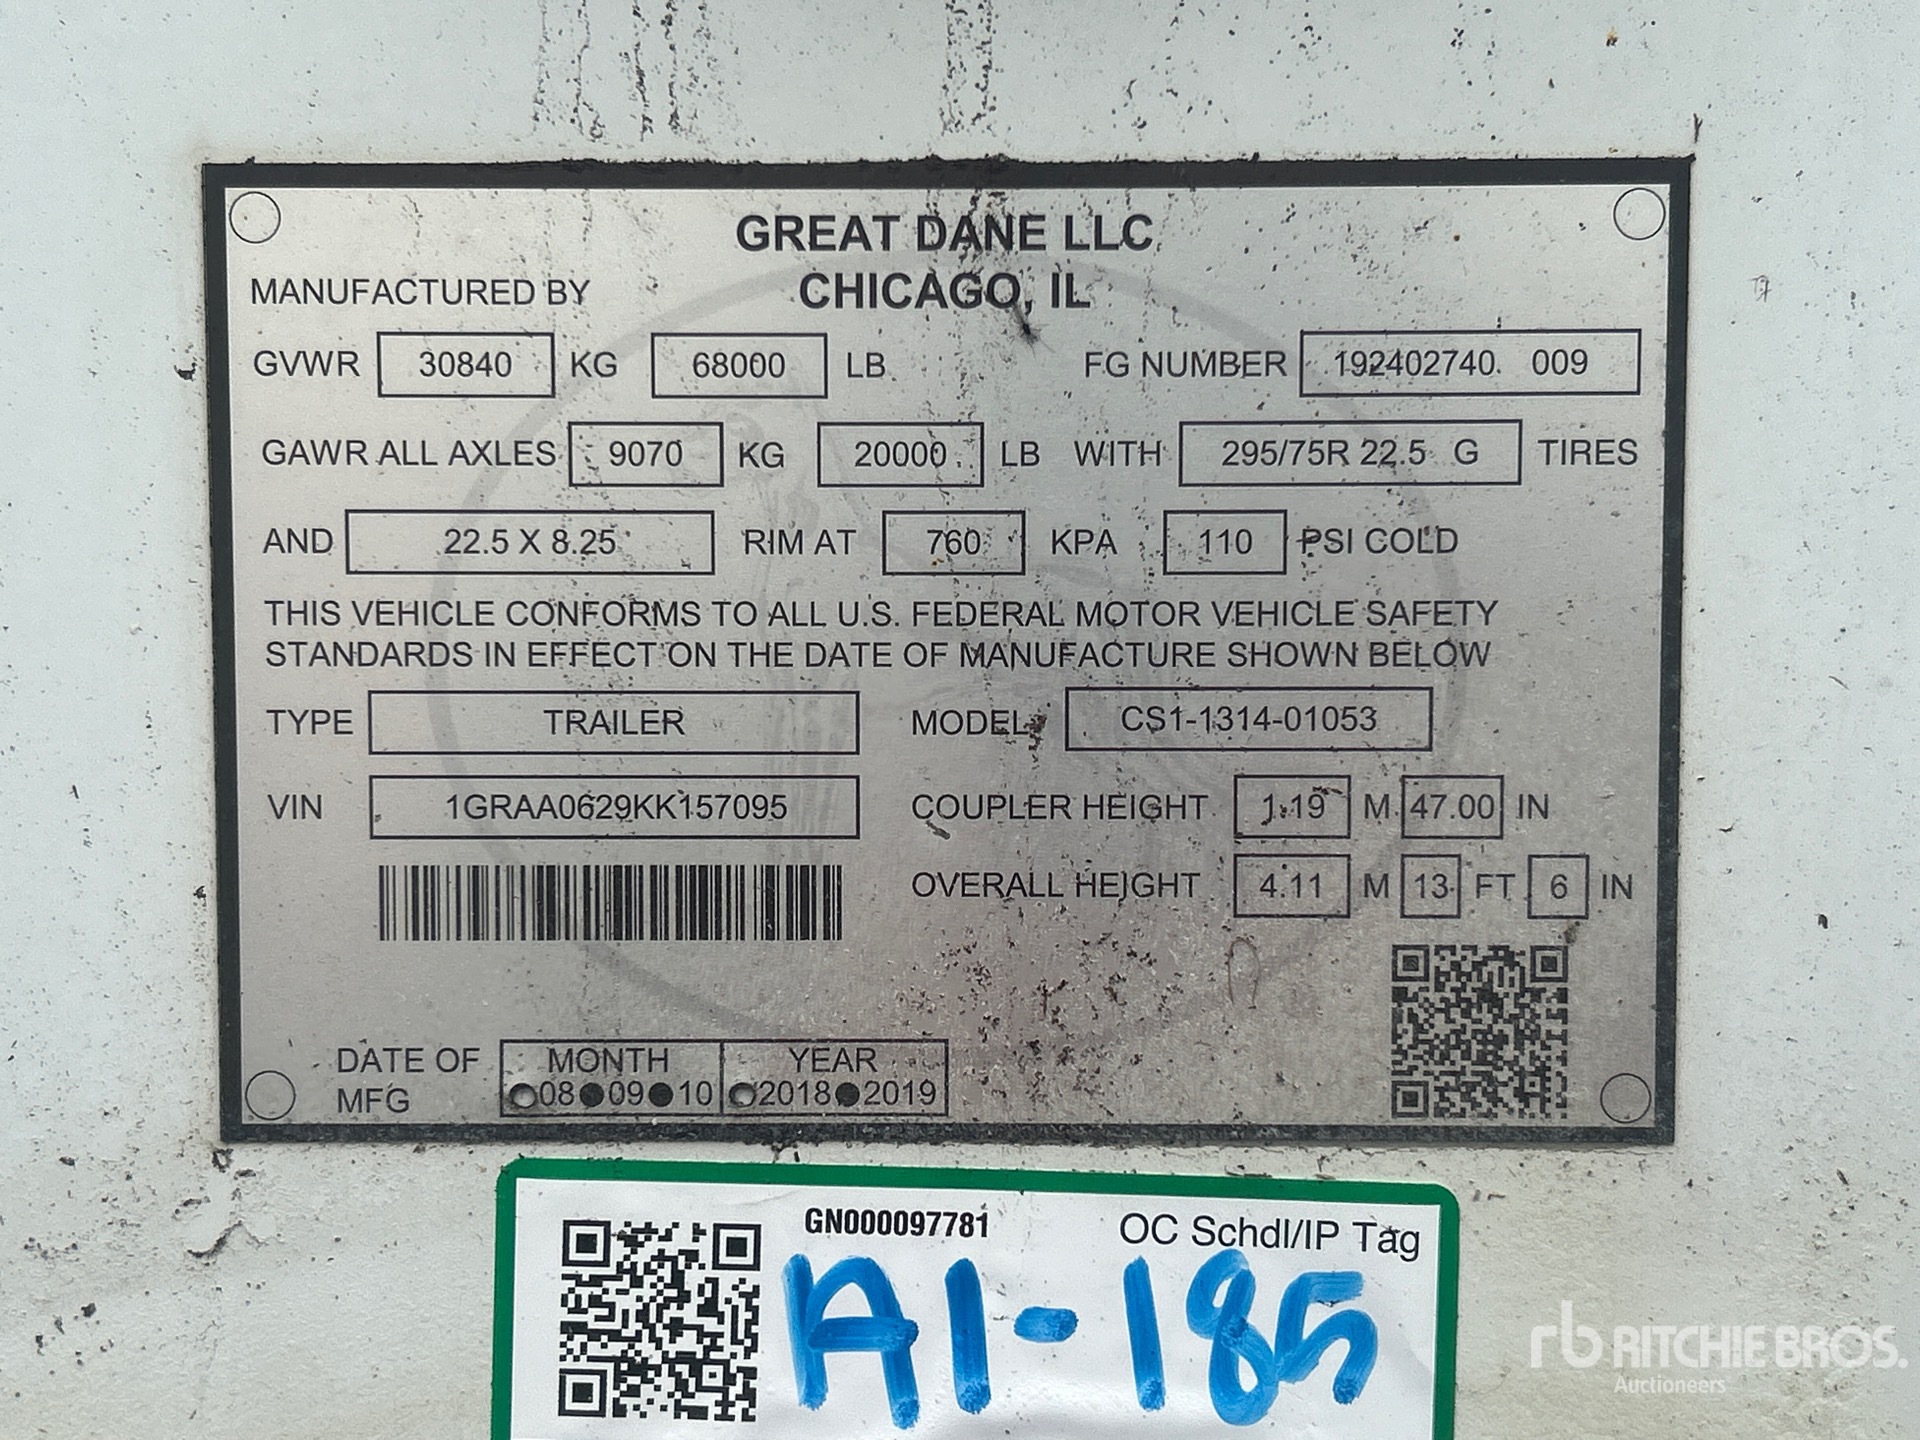 GREAT DANE LLC
MANUFACTURED BY CHICAGO, IL
GVWR 30840 KG 68000 LB FG NUMBER 192402740 009
GAWR ALL AXLES 9070 KG 20000 LB WITH 295/75R 22.5 G TIRES
AND 22.5 X 8.25 RIM AT 760 KPA 110 PSI COLD
THIS VEHICLE CONFORMS TO ALL U.S. FEDERAL MOTOR VEHICLE SAFETY
STANDARDS IN EFFECT ON THE DATE OF MANUFACTURE SHOWN BELOW
TYPE TRAILER MODEL CS1-1314-01053
VIN 1GRAA0629KK157095 COUPLER HEIGHT 1.19 M 47.00 IN
OVERALL HEIGHT 4.11 M 13 FT 6 IN
DATE OF MFG MONTH YEAR
08 09 10 2018 2019
GN000097781 OC Schdl/IP Tag
A1-185
rb RITCHIE BROS.
Auctioneers